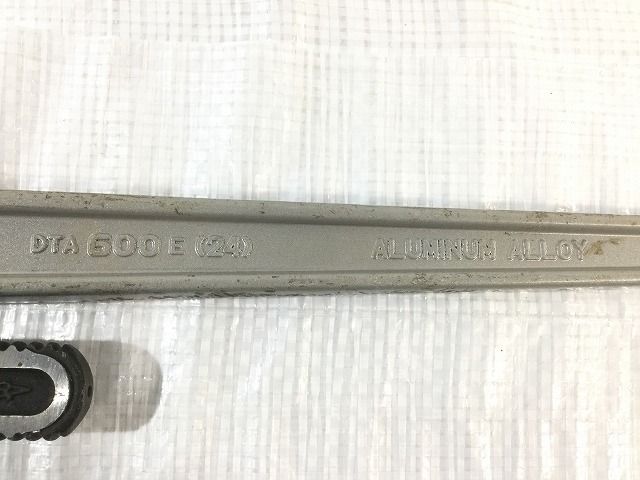 DTA 600 E (24) ALUMINUM ALLOY